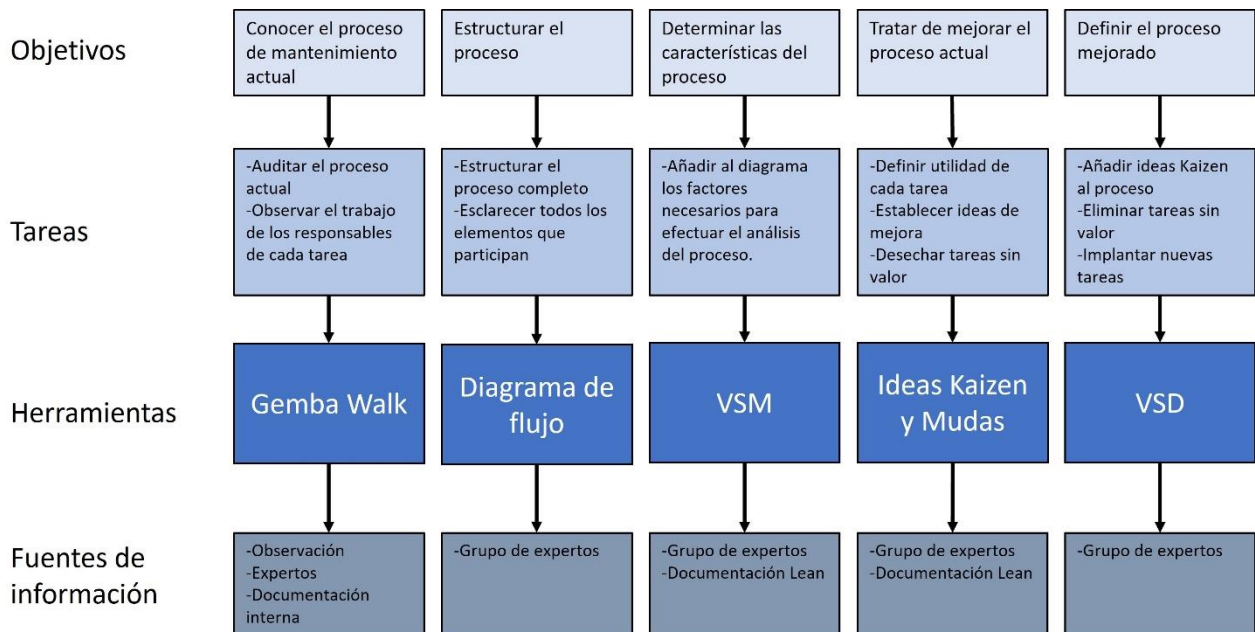 Objetivos
Conocer el proceso
de mantenimiento
actual
Estructurar el
proceso
Determinar las
características del
proceso
Tratar de mejorar el
proceso actual
Definir el proceso
mejorado
Tareas
-Auditar el proceso
actual
-Observar el trabajo
de los responsables
de cada tarea
-Estructurar el
proceso completo
-Esclarecer todos los
elementos que
participan
-Añadir al diagrama
los factores
necesarios para
efectuar el análisis
del proceso.
-Definir utilidad de
cada tarea
-Establecer ideas de
mejora
-Desechar tareas sin
valor
-Añadir ideas Kaizen
al proceso
-Eliminar tareas sin
valor
-Implantar nuevas
tareas
Herramientas
Gemba Walk
Diagrama de
flujo
VSM
Ideas Kaizen
y Mudas
VSD
Fuentes de
información
-Observación
-Expertos
-Documentación
interna
-Grupo de expertos
-Grupo de expertos
-Documentación Lean
-Grupo de expertos
-Documentación Lean
-Grupo de expertos